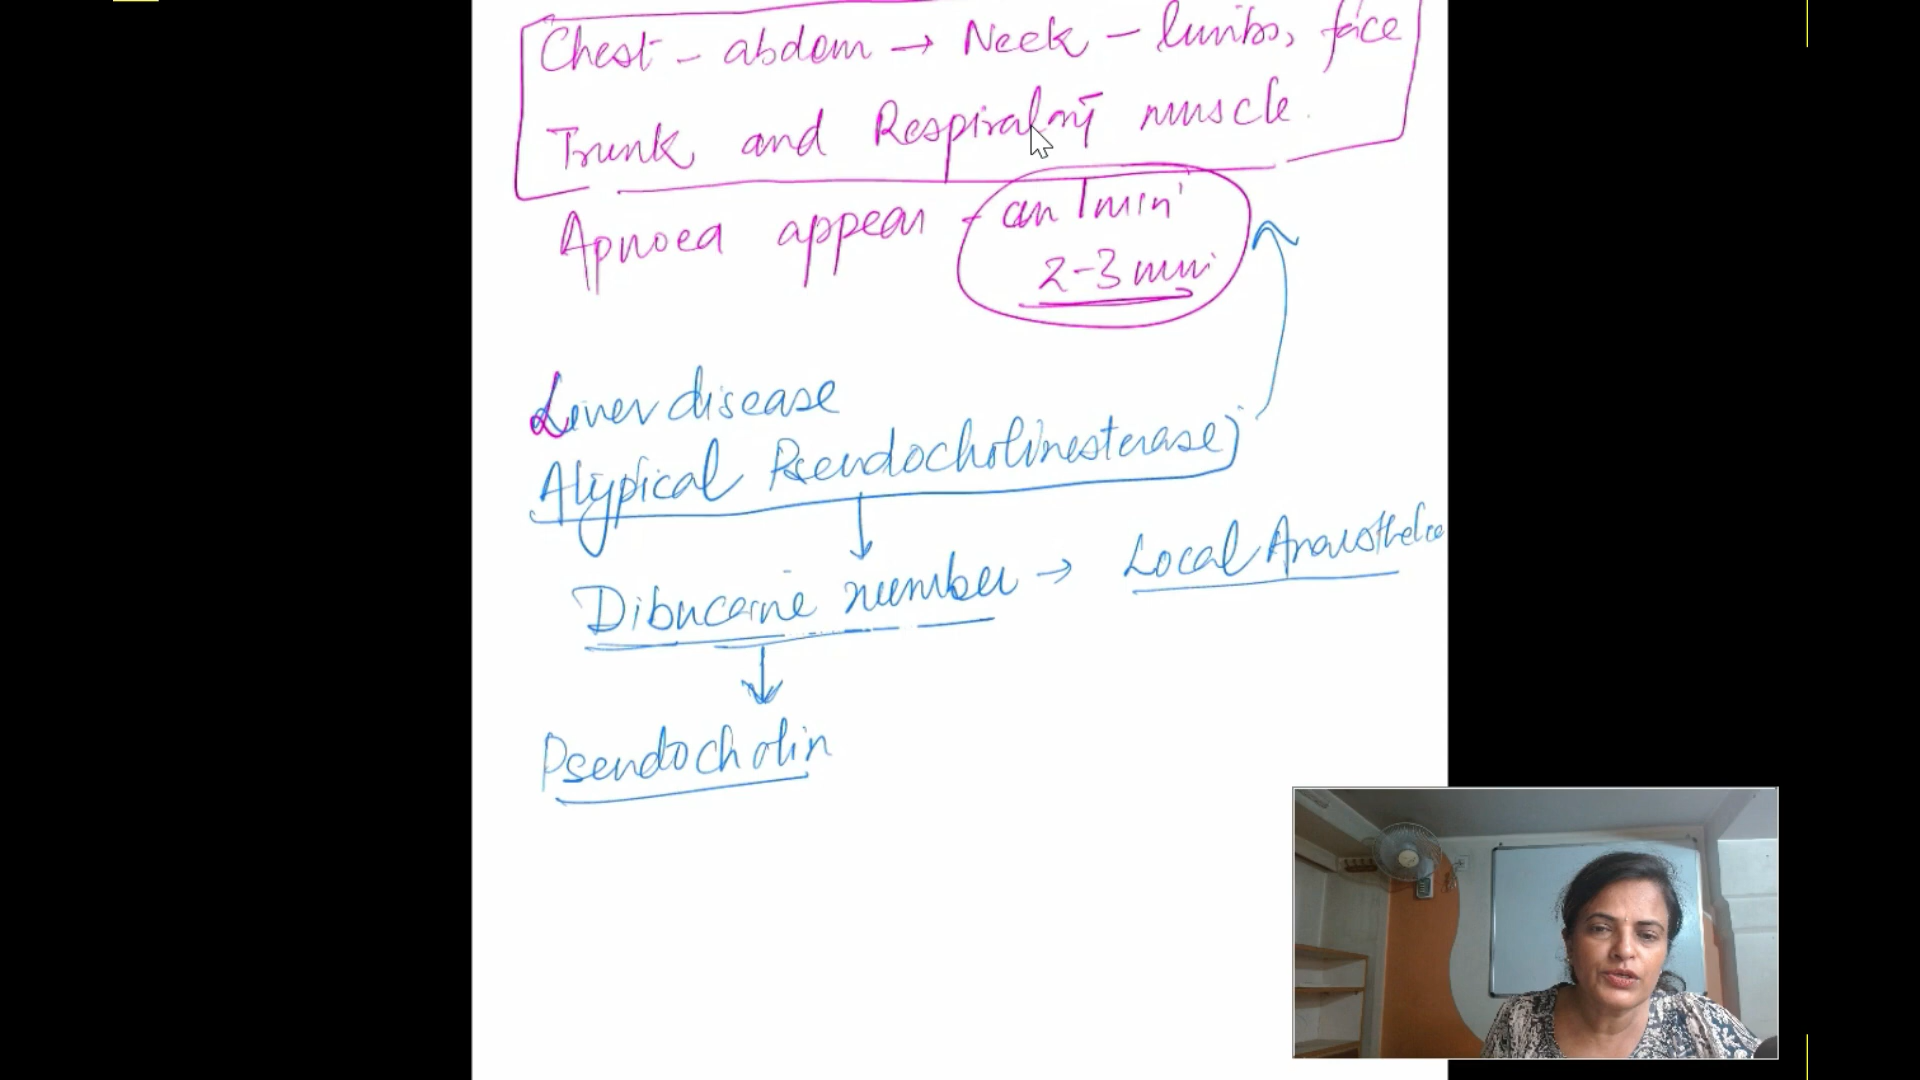 Chest - abdom → Neck - limbs, face
Trunk and Respiratory muscle.
Apnoea appear - in 1 min
2-3 min
Liver disease
Atypical Pseudocholinesterase
Dibucaine number → Local Anaesthetic
Pseudocholin